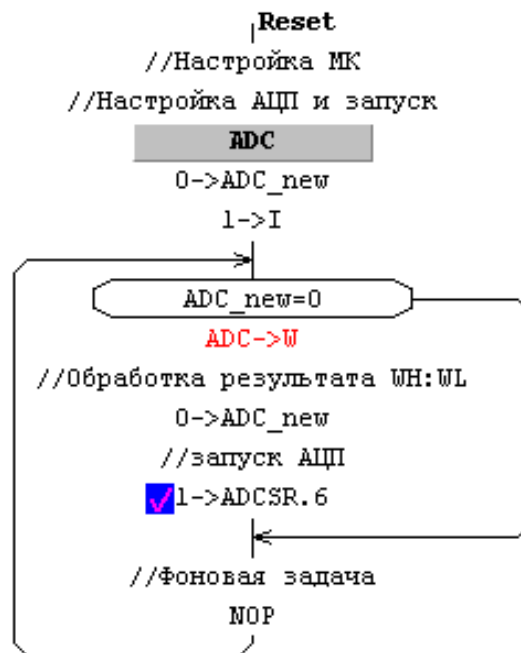 Reset
//Настройка МК
//Настройка АЦП и запуск
ADC
0->ADC_new
1->I
ADC_new=0
ADC->W
//Обработка результата WH:WL
0->ADC_new
//запуск АЦП
1->ADCSR.6
//Фоновая задача
NOP